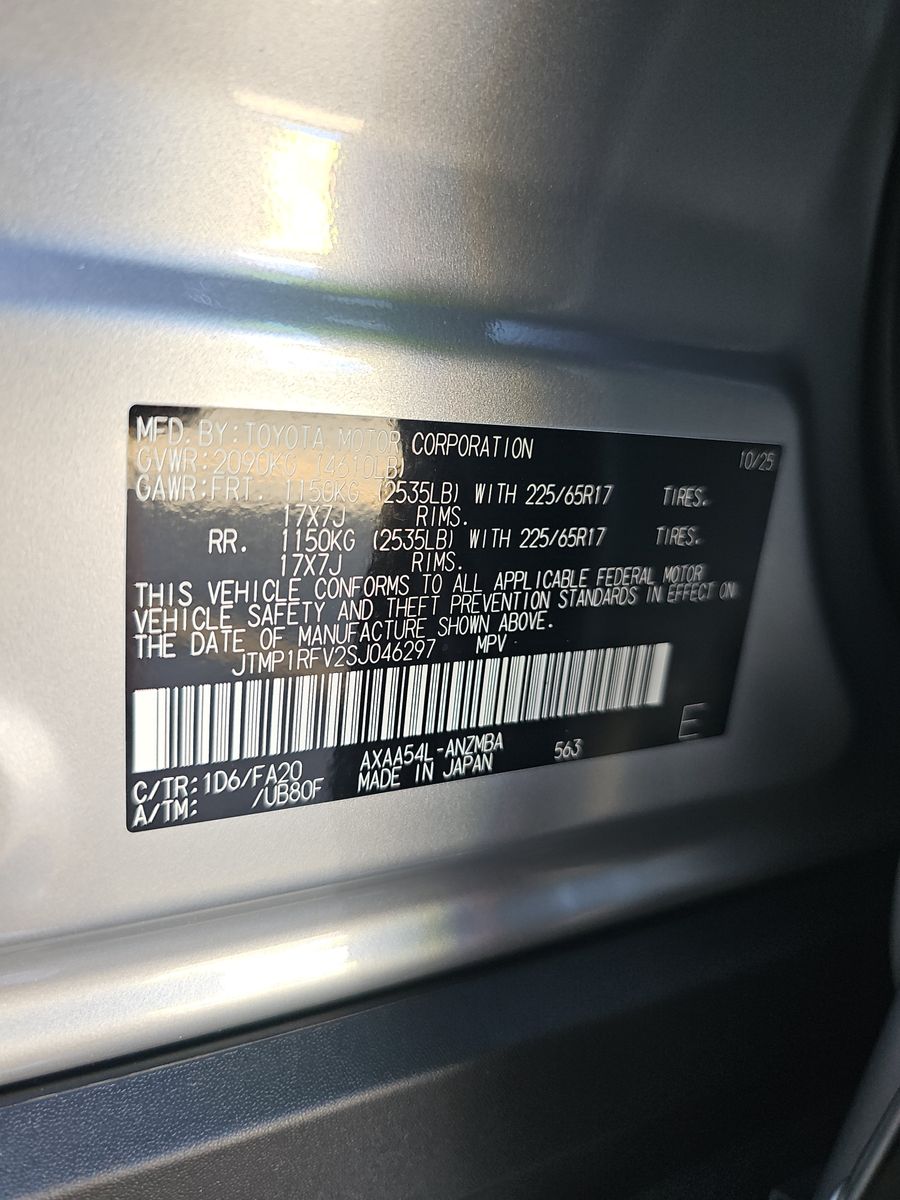 MFD. BY: TOYOTA MOTOR CORPORATION 10/25
GVWR: 2090KG (4610LB)
GAWR: FRT. 1150KG (2535LB) WITH 225/65R17 TIRES.
17X7J RIMS.
RR. 1150KG (2535LB) WITH 225/65R17 TIRES.
17X7J RIMS.
THIS VEHICLE CONFORMS TO ALL APPLICABLE FEDERAL MOTOR
VEHICLE SAFETY AND THEFT PREVENTION STANDARDS IN EFFECT ON
THE DATE OF MANUFACTURE SHOWN ABOVE.
JTMP1RFV2SJ046297 MPV
E
C/TR: 1D6/FA20 AXAA54L-ANZMBA 563
A/TM: /UB80F MADE IN JAPAN